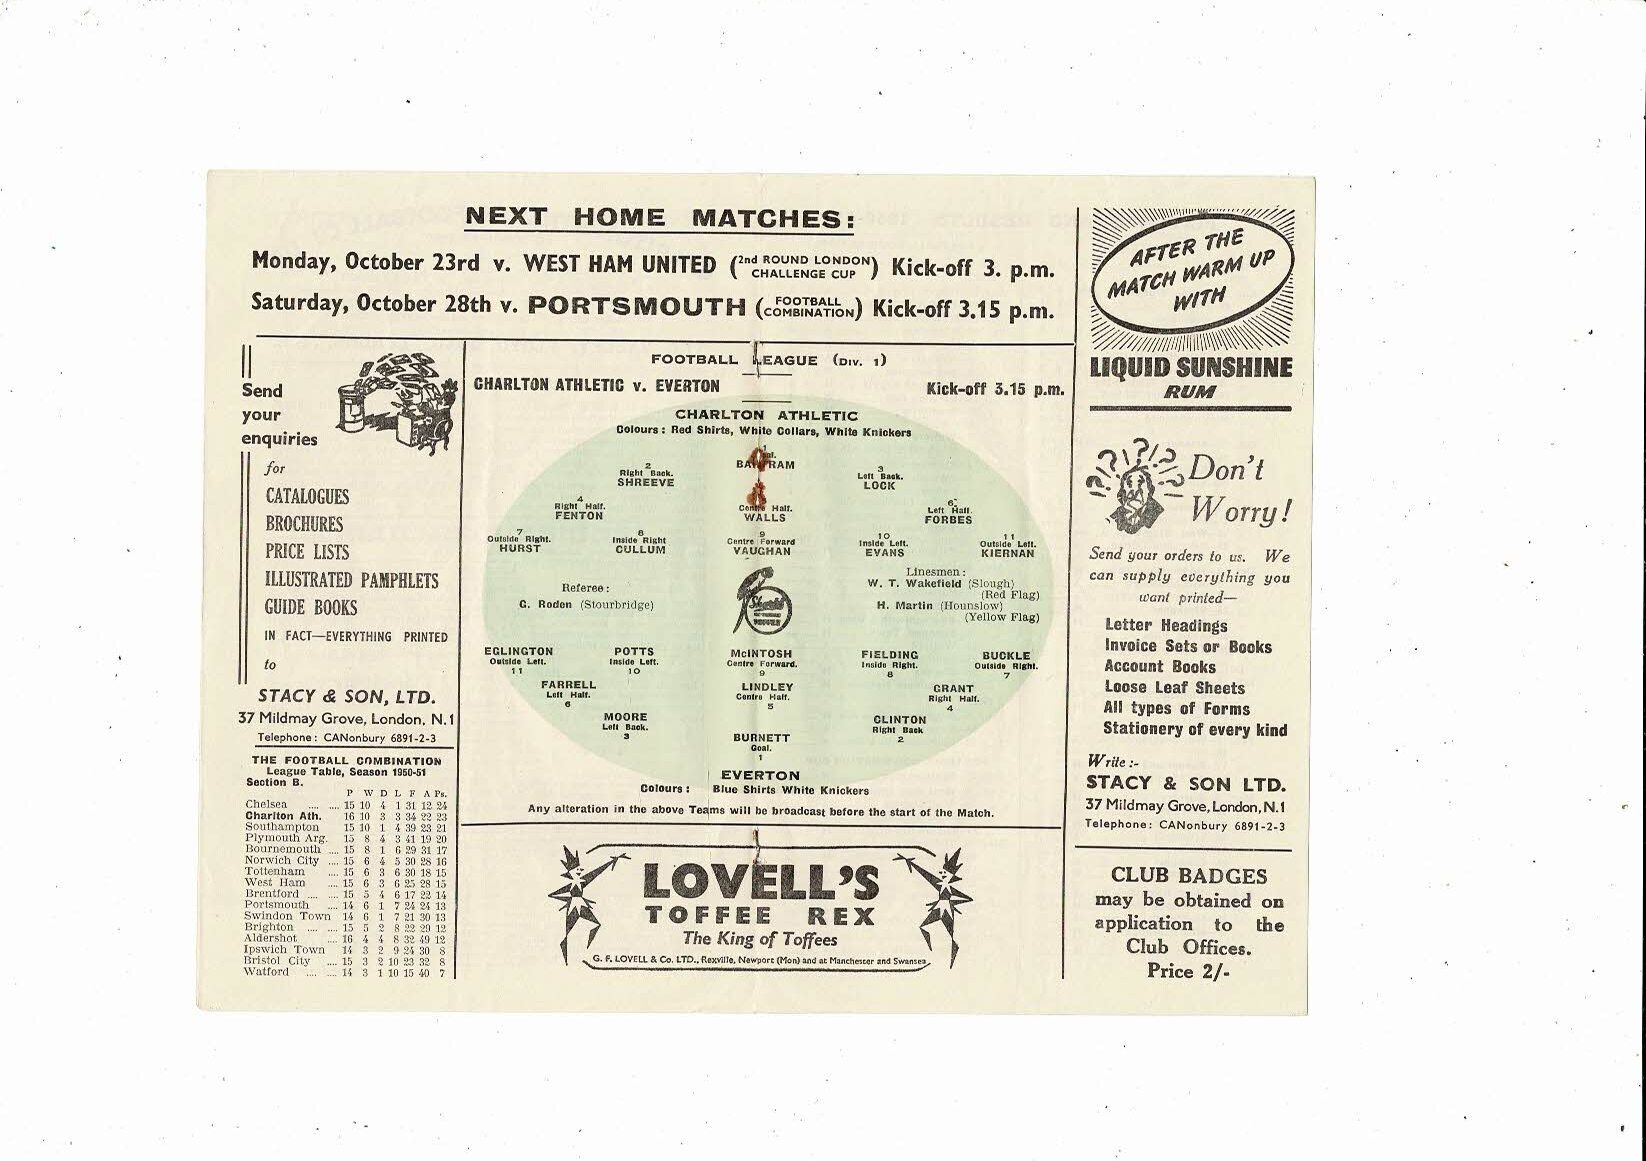 NEXT HOME MATCHES:
Monday, October 23rd v. WEST HAM UNITED (2nd ROUND LONDON CHALLENGE CUP) Kick-off 3. p.m.
Saturday, October 28th v. PORTSMOUTH (FOOTBALL COMBINATION) Kick-off 3.15 p.m.
Send
your
enquiries
for
CATALOGUES
BROCHURES
PRICE LISTS
ILLUSTRATED PAMPHLETS
GUIDE BOOKS
IN FACT—EVERYTHING PRINTED
to
STACY & SON, LTD.
37 Mildmay Grove, London, N.1
Telephone: CANonbury 6891-2-3
THE FOOTBALL COMBINATION
League Table, Season 1950-51
Section B.
P W D L F A Ps.
Chelsea .... .... 15 10 4 1 31 12 24
Charlton Ath. 16 10 3 3 34 22 23
Southampton 15 10 1 4 39 23 21
Plymouth Arg. 15 8 4 3 41 19 20
Bournemouth .... 15 8 1 6 29 31 17
Norwich City .... 15 6 4 5 30 28 16
Tottenham .... 15 6 3 6 30 18 15
West Ham .... 15 6 3 6 25 28 15
Brentford .... .... 15 5 4 6 17 22 14
Portsmouth .... 14 6 1 7 24 24 13
Swindon Town 14 6 1 7 21 30 13
Brighton .... .... 15 5 2 8 22 29 12
Aldershot .... 16 4 4 8 32 49 12
Ipswich Town 14 3 2 9 24 30 8
Bristol City .... 15 3 2 10 23 32 8
Watford .... .... 14 3 1 10 15 40 7
FOOTBALL LEAGUE (DIV. 1)
CHARLTON ATHLETIC v. EVERTON Kick-off 3.15 p.m.
CHARLTON ATHLETIC
Colours: Red Shirts, White Collars, White Knickers
1
BARTRAM
2
Right Back.
SHREEVE
3
Left Back.
LOCK
4
Right Half.
FENTON
Centre Half.
WALLS
6
Left Half.
FORBES
7
Outside Right.
HURST
8
Inside Right
CULLUM
9
Centre Forward
VAUGHAN
10
Inside Left.
EVANS
11
Outside Left.
KIERNAN
Referee:
G. Roden (Stourbridge)
Sharp's
TOFFEE
Linesmen:
W. T. Wakefield (Slough)
(Red Flag)
H. Martin (Hounslow)
(Yellow Flag)
EGLINGTON
Outside Left.
11
POTTS
Inside Left.
10
McINTOSH
Centre Forward.
9
FIELDING
Inside Right.
8
BUCKLE
Outside Right.
7
FARRELL
Left Half.
6
LINDLEY
Centre Half.
5
GRANT
Right Half.
4
MOORE
Left Back.
3
CLINTON
Right Back
2
BURNETT
Goal.
1
EVERTON
Colours: Blue Shirts White Knickers
Any alteration in the above Teams will be broadcast before the start of the Match.
LOVELL'S
TOFFEE REX
The King of Toffees
G. F. LOVELL & Co. LTD., Rexville, Newport (Mon) and at Manchester and Swansea
AFTER THE
MATCH WARM UP
WITH
LIQUID SUNSHINE
RUM
Don't
Worry!
Send your orders to us. We
can supply everything you
want printed—
Letter Headings
Invoice Sets or Books
Account Books
Loose Leaf Sheets
All types of Forms
Stationery of every kind
Write:-
STACY & SON LTD.
37 Mildmay Grove, London, N.1
Telephone: CANonbury 6891-2-3
CLUB BADGES
may be obtained on
application to the
Club Offices.
Price 2/-